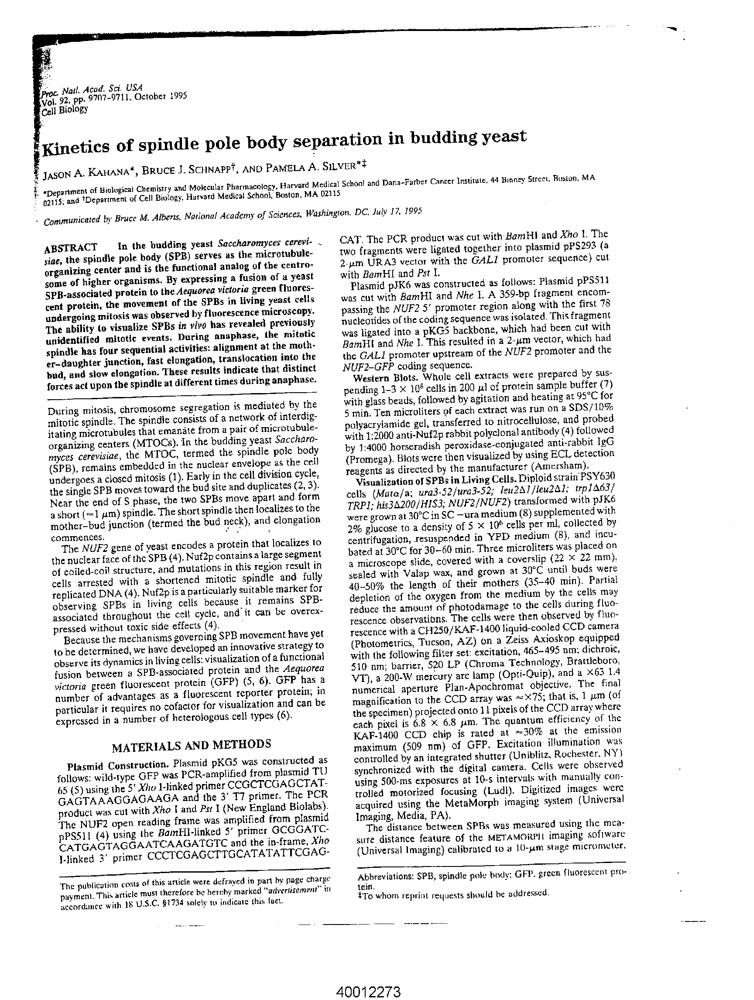 Proc. Natl. Acad. Sci. USA
Vol. 92, pp. 9707-9711, October 1995
Cell Biology
Kinetics of spindle pole body separation in budding yeast
JASON A. KAHANA*, BRUCE J. SCHNAPP†, AND PAMELA A. SILVER*‡
*Department of Biological Chemistry and Molecular Pharmacology, Harvard Medical School and Dana-Farber Cancer Institute, 44 Binney Street, Boston, MA
02115; and †Department of Cell Biology, Harvard Medical School, Boston, MA 02115
Communicated by Bruce M. Alberts, National Academy of Sciences, Washington, DC, July 17, 1995
ABSTRACT In the budding yeast Saccharomyces cerevi-
siae, the spindle pole body (SPB) serves as the microtubule-
organizing center and is the functional analog of the centro-
some of higher organisms. By expressing a fusion of a yeast
SPB-associated protein to the Aequorea victoria green fluores-
cent protein, the movement of the SPBs in living yeast cells
undergoing mitosis was observed by fluorescence microscopy.
The ability to visualize SPBs in vivo has revealed previously
unidentified mitotic events. During anaphase, the mitotic
spindle has four sequential activities: alignment at the moth-
er-daughter junction, fast elongation, translocation into the
bud, and slow elongation. These results indicate that distinct
forces act upon the spindle at different times during anaphase.
During mitosis, chromosome segregation is mediated by the
mitotic spindle. The spindle consists of a network of interdig-
itating microtubules that emanate from a pair of microtubule-
organizing centers (MTOCs). In the budding yeast Saccharo-
myces cerevisiae, the MTOC, termed the spindle pole body
(SPB), remains embedded in the nuclear envelope as the cell
undergoes a closed mitosis (1). Early in the cell division cycle,
the single SPB moves toward the bud site and duplicates (2, 3).
Near the end of S phase, the two SPBs move apart and form
a short (≈1 μm) spindle. The short spindle then localizes to the
mother-bud junction (termed the bud neck), and elongation
commences.
The NUF2 gene of yeast encodes a protein that localizes to
the nuclear face of the SPB (4). Nuf2p contains a large segment
of coiled-coil structure, and mutations in this region result in
cells arrested with a shortened mitotic spindle and fully
replicated DNA (4). Nuf2p is a particularly suitable marker for
observing SPBs in living cells because it remains SPB-
associated throughout the cell cycle, and it can be overex-
pressed without toxic side effects (4).
Because the mechanisms governing SPB movement have yet
to be determined, we have developed an innovative strategy to
observe its dynamics in living cells: visualization of a functional
fusion between a SPB-associated protein and the Aequorea
victoria green fluorescent protein (GFP) (5, 6). GFP has a
number of advantages as a fluorescent reporter protein; in
particular it requires no cofactor for visualization and can be
expressed in a number of heterologous cell types (6).
MATERIALS AND METHODS
Plasmid Construction. Plasmid pKG5 was constructed as
follows: wild-type GFP was PCR-amplified from plasmid TU
65 (5) using the 5′ Xho I-linked primer CCGCTCGAGCTAT-
GAGTAAAGGAGAAGA and the 3′ T7 primer. The PCR
product was cut with Xho I and Pst I (New England Biolabs).
The NUF2 open reading frame was amplified from plasmid
pPS511 (4) using the BamHI-linked 5′ primer GCGGATC-
CATGAGTAGGAATCAAGATGTC and the in-frame, Xho
I-linked 3′ primer CCCTCGAGCTTGCATATATTCGAG-
The publication costs of this article were defrayed in part by page charge
payment. This article must therefore be hereby marked "advertisement" in
accordance with 18 U.S.C. §1734 solely to indicate this fact.
CAT. The PCR product was cut with BamHI and Xho I. The
two fragments were ligated together into plasmid pPS293 (a
2-μm URA3 vector with the GAL1 promoter sequence) cut
with BamHI and Pst I.
Plasmid pJK6 was constructed as follows: Plasmid pPS511
was cut with BamHI and Nhe I. A 359-bp fragment encom-
passing the NUF2 5′ promoter region along with the first 78
nucleotides of the coding sequence was isolated. This fragment
was ligated into a pKG5 backbone, which had been cut with
BamHI and Nhe I. This resulted in a 2-μm vector, which had
the GAL1 promoter upstream of the NUF2 promoter and the
NUF2-GFP coding sequence.
Western Blots. Whole cell extracts were prepared by sus-
pending 1–3 × 10⁶ cells in 200 μl of protein sample buffer (7)
with glass beads, followed by agitation and heating at 95°C for
5 min. Ten microliters of each extract was run on a SDS/10%
polyacrylamide gel, transferred to nitrocellulose, and probed
with 1:2000 anti-Nuf2p rabbit polyclonal antibody (4) followed
by 1:4000 horseradish peroxidase-conjugated anti-rabbit IgG
(Promega). Blots were then visualized by using ECL detection
reagents as directed by the manufacturer (Amersham).
Visualization of SPBs in Living Cells. Diploid strain PSY630
cells (Mata/α; ura3-52/ura3-52; leu2Δ1/leu2Δ1; trp1Δ63/
TRP1; his3Δ200/HIS3; NUF2/NUF2) transformed with pJK6
were grown at 30°C in SC −ura medium (8) supplemented with
2% glucose to a density of 5 × 10⁶ cells per ml, collected by
centrifugation, resuspended in YPD medium (8), and incu-
bated at 30°C for 30–60 min. Three microliters was placed on
a microscope slide, covered with a coverslip (22 × 22 mm),
sealed with Valap wax, and grown at 30°C until buds were
40–50% the length of their mothers (35–40 min). Partial
depletion of the oxygen from the medium by the cells may
reduce the amount of photodamage to the cells during fluo-
rescence observations. The cells were then observed by fluo-
rescence with a CH250/KAF-1400 liquid-cooled CCD camera
(Photometrics, Tucson, AZ) on a Zeiss Axioskop equipped
with the following filter set: excitation, 465-495 nm; dichroic,
510 nm; barrier, 520 LP (Chroma Technology, Brattleboro,
VT), a 200-W mercury arc lamp (Opti-Quip), and a ×63 1.4
numerical aperture Plan-Apochromat objective. The final
magnification to the CCD array was ≈×75; that is, 1 μm (of
the specimen) projected onto 11 pixels of the CCD array where
each pixel is 6.8 × 6.8 μm. The quantum efficiency of the
KAF-1400 CCD chip is rated at ≈30% at the emission
maximum (509 nm) of GFP. Excitation illumination was
controlled by an integrated shutter (Uniblitz, Rochester, NY)
synchronized with the digital camera. Cells were observed
using 500-ms exposures at 10-s intervals with manually con-
trolled motorized focusing (Ludl). Digitized images were
acquired using the MetaMorph imaging system (Universal
Imaging, Media, PA).
The distance between SPBs was measured using the mea-
sure distance feature of the METAMORPH imaging software
(Universal Imaging) calibrated to a 10-μm stage micrometer.
Abbreviations: SPB, spindle pole body; GFP, green fluorescent pro-
tein.
‡To whom reprint requests should be addressed.
40012273